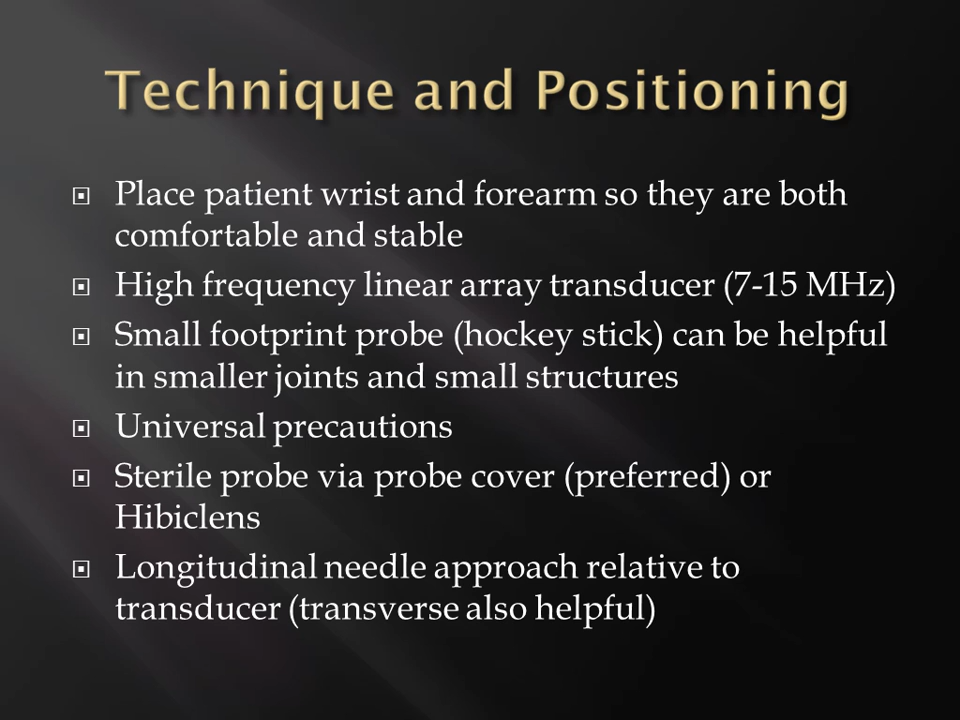 Technique and Positioning
Place patient wrist and forearm so they are both
comfortable and stable
High frequency linear array transducer (7-15 MHz)
Small footprint probe (hockey stick) can be helpful
in smaller joints and small structures
Universal precautions
Sterile probe via probe cover (preferred) or
Hibiclens
Longitudinal needle approach relative to
transducer (transverse also helpful)